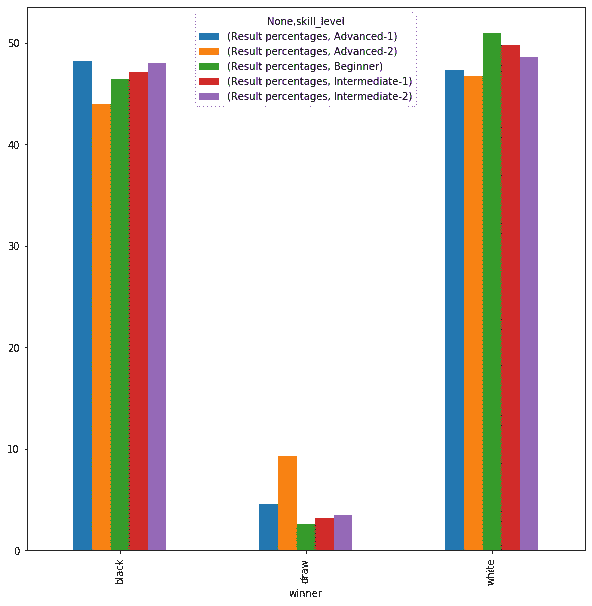 None,skill_level
(Result percentages, Advanced-1)
(Result percentages, Advanced-2)
(Result percentages, Beginner)
(Result percentages, Intermediate-1)
(Result percentages, Intermediate-2)
50
40
30
20
10
0
black
draw
white
winner